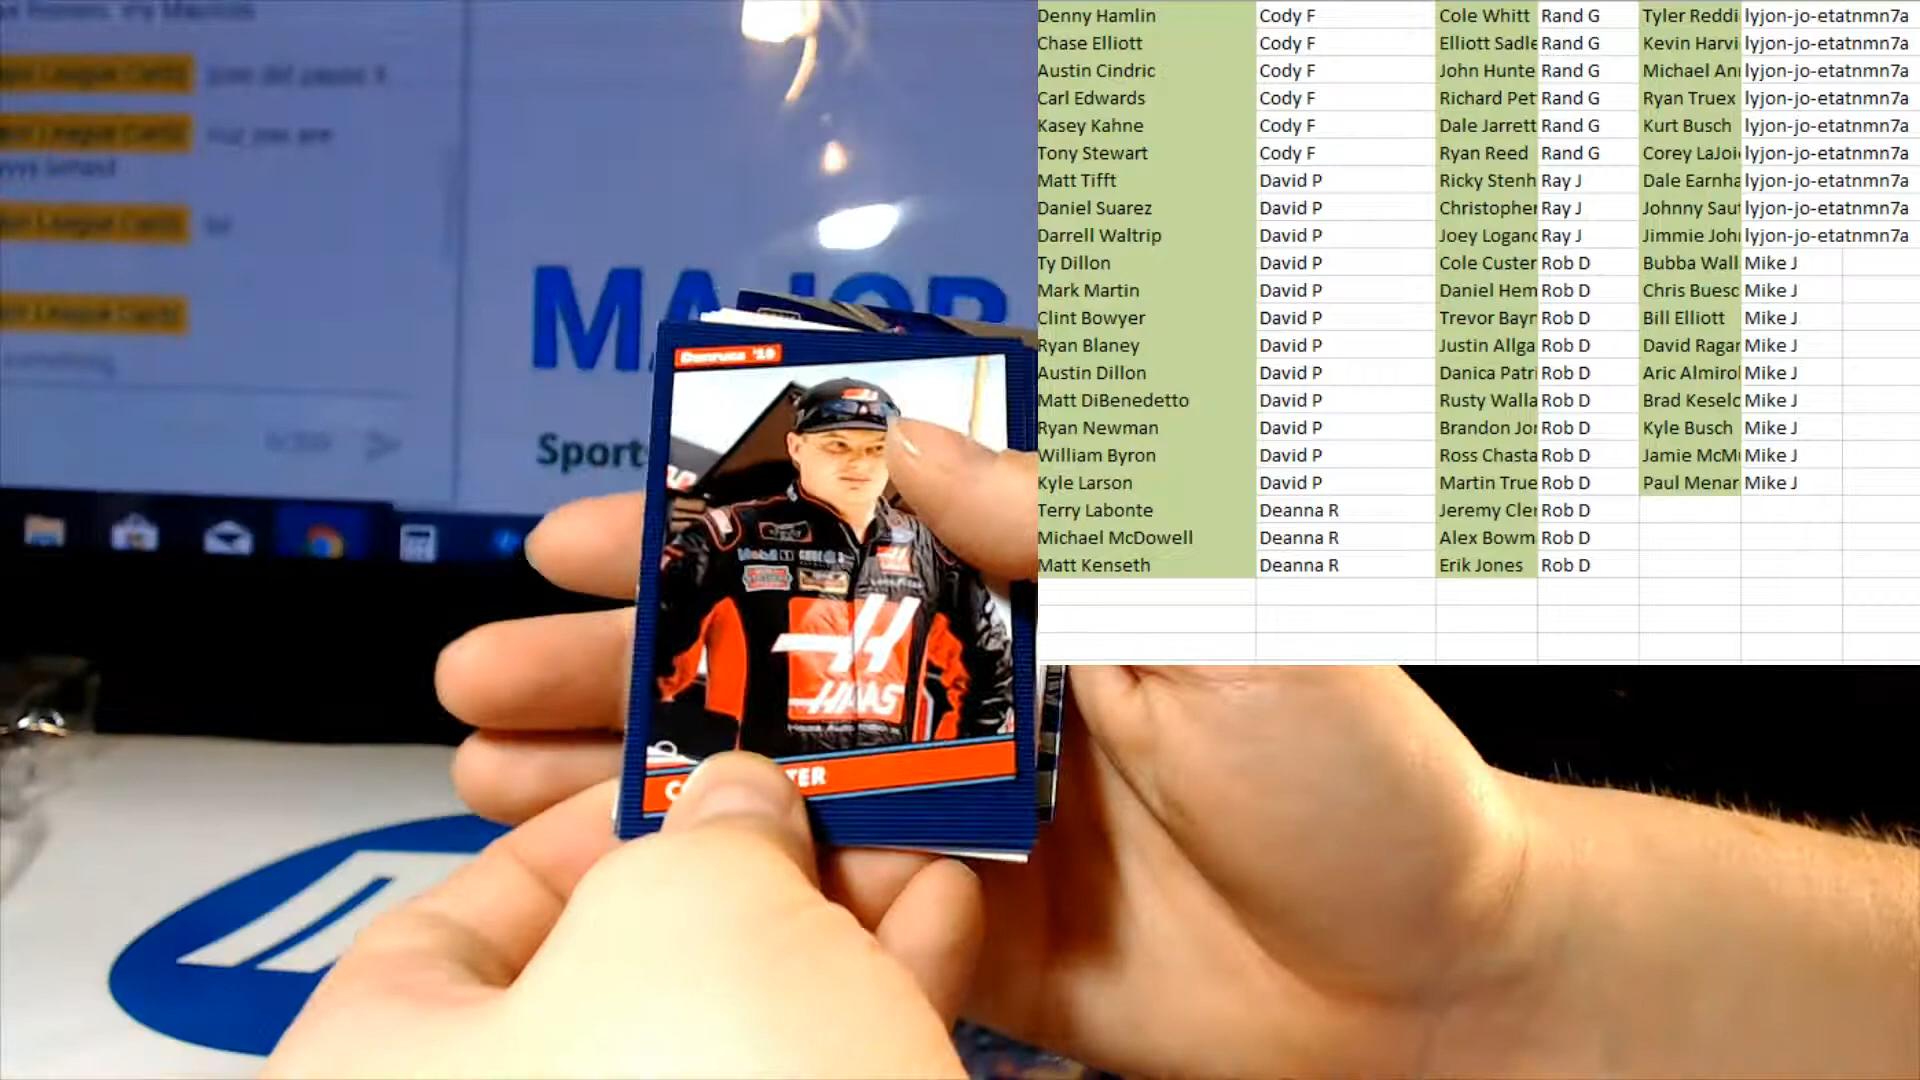 Denny Hamlin Cody F Cole Whitt Rand G Tyler Reddi lyjon-jo-etatnmn7a
Chase Elliott Cody F Elliott Sadle Rand G Kevin Harvi lyjon-jo-etatnmn7a
Austin Cindric Cody F John Hunte Rand G Michael An lyjon-jo-etatnmn7a
Carl Edwards Cody F Richard Pet Rand G Ryan Truex lyjon-jo-etatnmn7a
Kasey Kahne Cody F Dale Jarrett Rand G Kurt Busch lyjon-jo-etatnmn7a
Tony Stewart Cody F Ryan Reed Rand G Corey LaJoi lyjon-jo-etatnmn7a
Matt Tifft David P Ricky Stenh Ray J Dale Earnha lyjon-jo-etatnmn7a
Daniel Suarez David P Christopher Ray J Johnny Saut lyjon-jo-etatnmn7a
Darrell Waltrip David P Joey Logano Ray J Jimmie John lyjon-jo-etatnmn7a
Ty Dillon David P Cole Custer Rob D Bubba Wall Mike J
Mark Martin David P Daniel Hem Rob D Chris Buesc Mike J
Clint Bowyer David P Trevor Bayn Rob D Bill Elliott Mike J
Ryan Blaney David P Justin Allga Rob D David Ragan Mike J
Austin Dillon David P Danica Patri Rob D Aric Almirol Mike J
Matt DiBenedetto David P Rusty Walla Rob D Brad Keselo Mike J
Ryan Newman David P Brandon Jor Rob D Kyle Busch Mike J
William Byron David P Ross Chasta Rob D Jamie McM Mike J
Kyle Larson David P Martin True Rob D Paul Menar Mike J
Terry Labonte Deanna R Jeremy Cle Rob D
Michael McDowell Deanna R Alex Bowm Rob D
Matt Kenseth Deanna R Erik Jones Rob D
MAJOR
Sport
Donruss '19
H
HAAS
TER